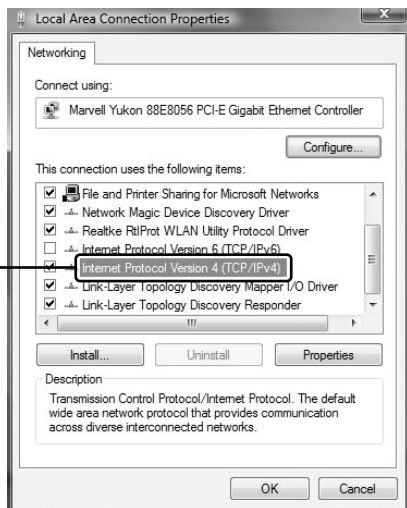 Local Area Connection Properties
Networking
Connect using:
Marvell Yukon 88E8056 PCI-E Gigabit Ethernet Controller
Configure...
This connection uses the following items:
File and Printer Sharing for Microsoft Networks
Network Magic Device Discovery Driver
Realtke RtlProt WLAN Utility Protocol Driver
Internet Protocol Version 6 (TCP/IPv6)
Internet Protocol Version 4 (TCP/IPv4)
Link-Layer Topology Discovery Mapper I/O Driver
Link-Layer Topology Discovery Responder
Install... Uninstall Properties
Description
Transmission Control Protocol/Internet Protocol. The default
wide area network protocol that provides communication
across diverse interconnected networks.
OK Cancel